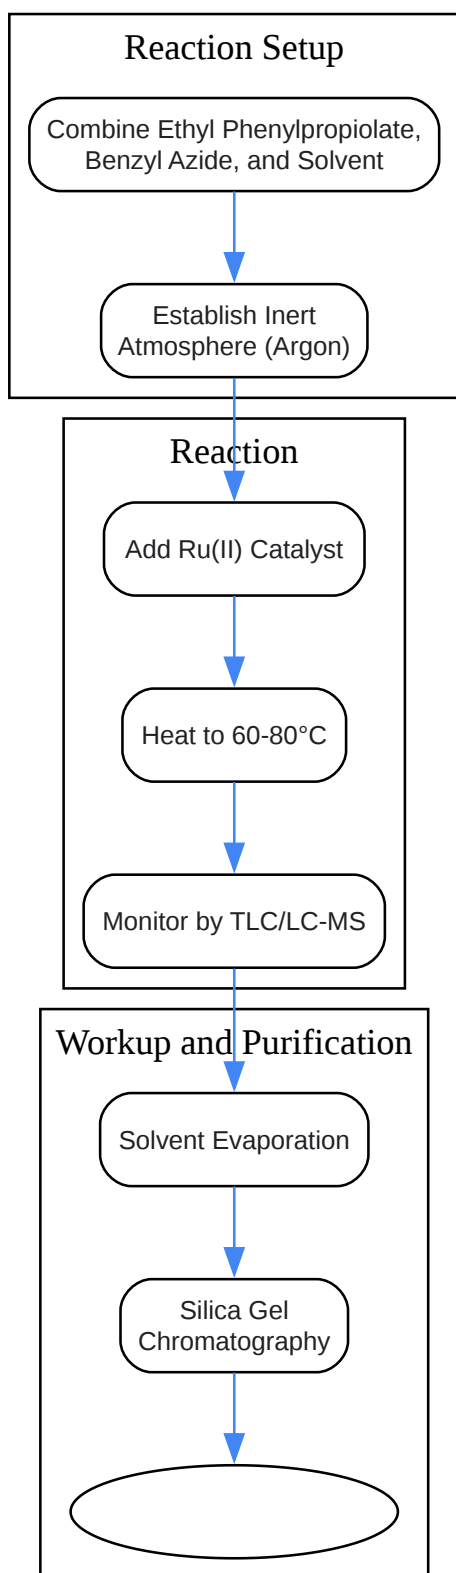 Reaction Setup
Combine Ethyl Phenylpropiolate,
Benzyl Azide, and Solvent
Establish Inert
Atmosphere (Argon)
Reaction
Add Ru(II) Catalyst
Heat to 60-80°C
Monitor by TLC/LC-MS
Workup and Purification
Solvent Evaporation
Silica Gel
Chromatography